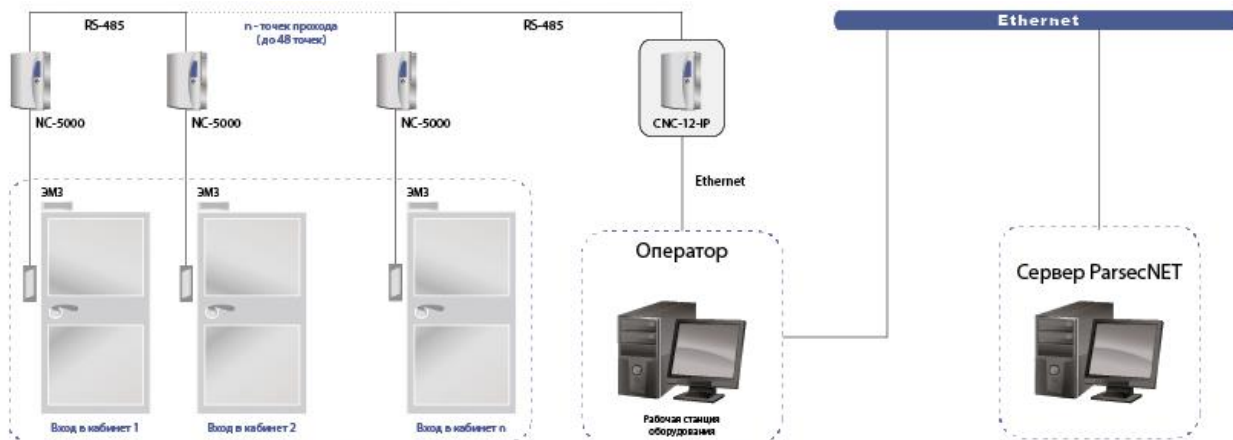 Ethernet
RS-485
n - точек прохода
(до 48 точек)
RS-485
NC-5000
NC-5000
NC-5000
CNC-12-IP
Ethernet
ЭМЗ
ЭМЗ
ЭМЗ
Оператор
Сервер ParsecNET
Рабочая станция
оборудования
Вход в кабинет 1
Вход в кабинет 2
Вход в кабинет n